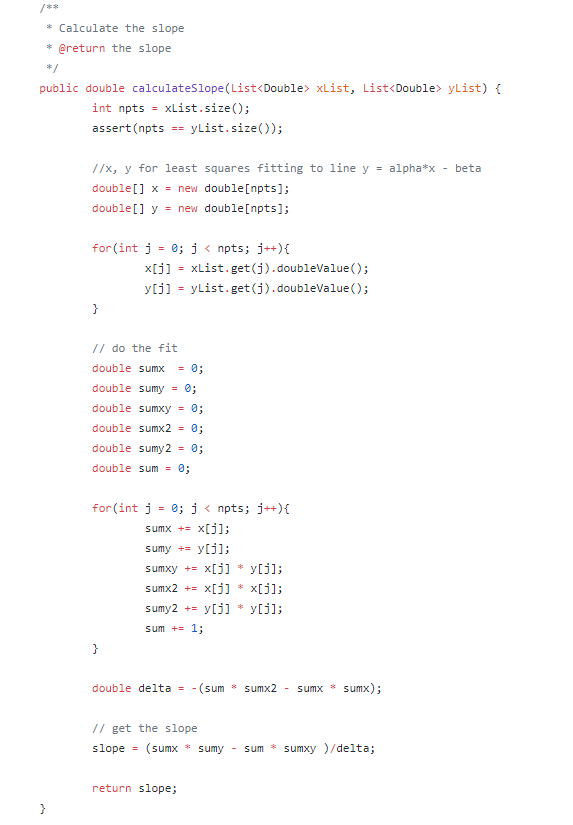 /**
 * Calculate the slope
 * @return the slope
 */
public double calculateSlope(List<Double> xList, List<Double> yList) {
        int npts = xList.size();
        assert(npts == yList.size());

        //x, y for least squares fitting to line y = alpha*x - beta
        double[] x = new double[npts];
        double[] y = new double[npts];

        for(int j = 0; j < npts; j++){
                x[j] = xList.get(j).doubleValue();
                y[j] = yList.get(j).doubleValue();
        }

        // do the fit
        double sumx  = 0;
        double sumy = 0;
        double sumxy = 0;
        double sumx2 = 0;
        double sumy2 = 0;
        double sum = 0;

        for(int j = 0; j < npts; j++){
                sumx += x[j];
                sumy += y[j];
                sumxy += x[j] * y[j];
                sumx2 += x[j] * x[j];
                sumy2 += y[j] * y[j];
                sum += 1;
        }

        double delta = -(sum * sumx2 - sumx * sumx);

        // get the slope
        slope = (sumx * sumy - sum * sumxy )/delta;

        return slope;
}